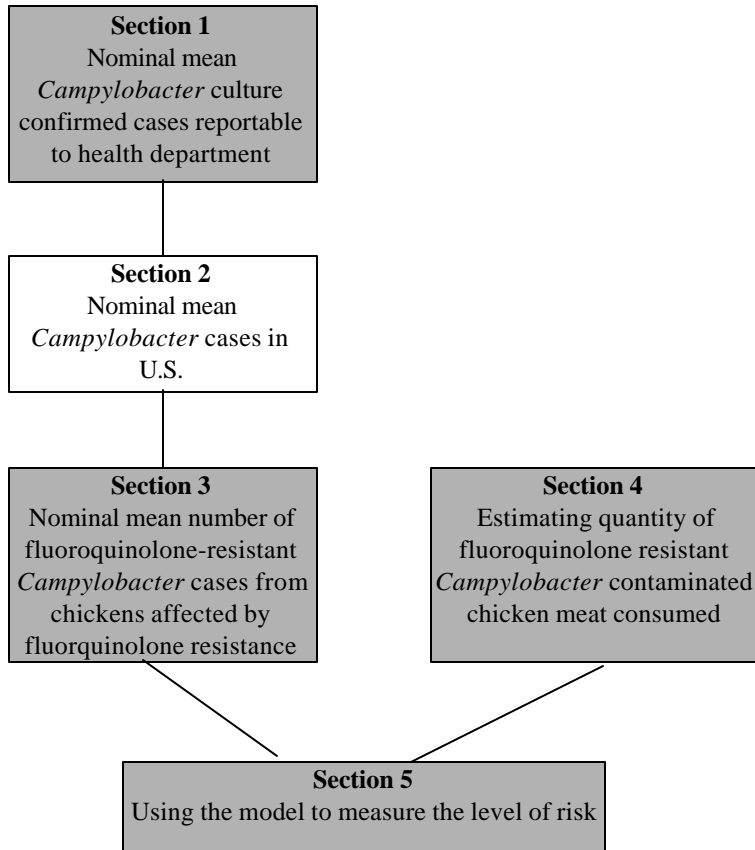 Section 1
Nominal mean
Campylobacter culture
confirmed cases reportable
to health department
Section 2
Nominal mean
Campylobacter cases in
U.S.
Section 3
Nominal mean number of
fluoroquinolone-resistant
Campylobacter cases from
chickens affected by
fluorquinolone resistance
Section 4
Estimating quantity of
fluoroquinolone resistant
Campylobacter contaminated
chicken meat consumed
Section 5
Using the model to measure the level of risk